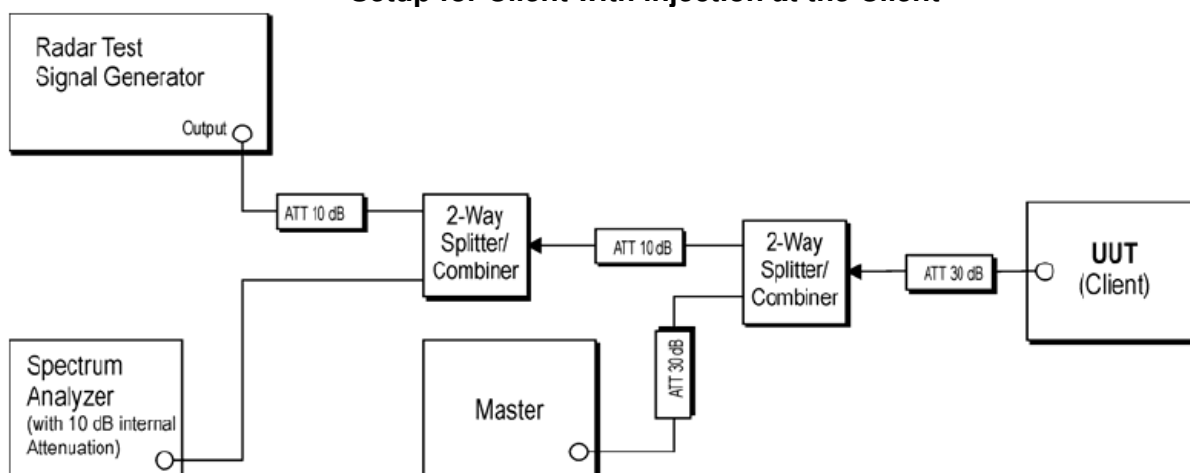 Setup for Client with injection at the Client
Radar Test
Signal Generator
Output
ATT 10 dB
2-Way
Splitter/
Combiner
ATT 10 dB
2-Way
Splitter/
Combiner
ATT 30 dB
UUT
(Client)
ATT 30 dB
Spectrum
Analyzer
(with 10 dB internal
Attenuation)
Master